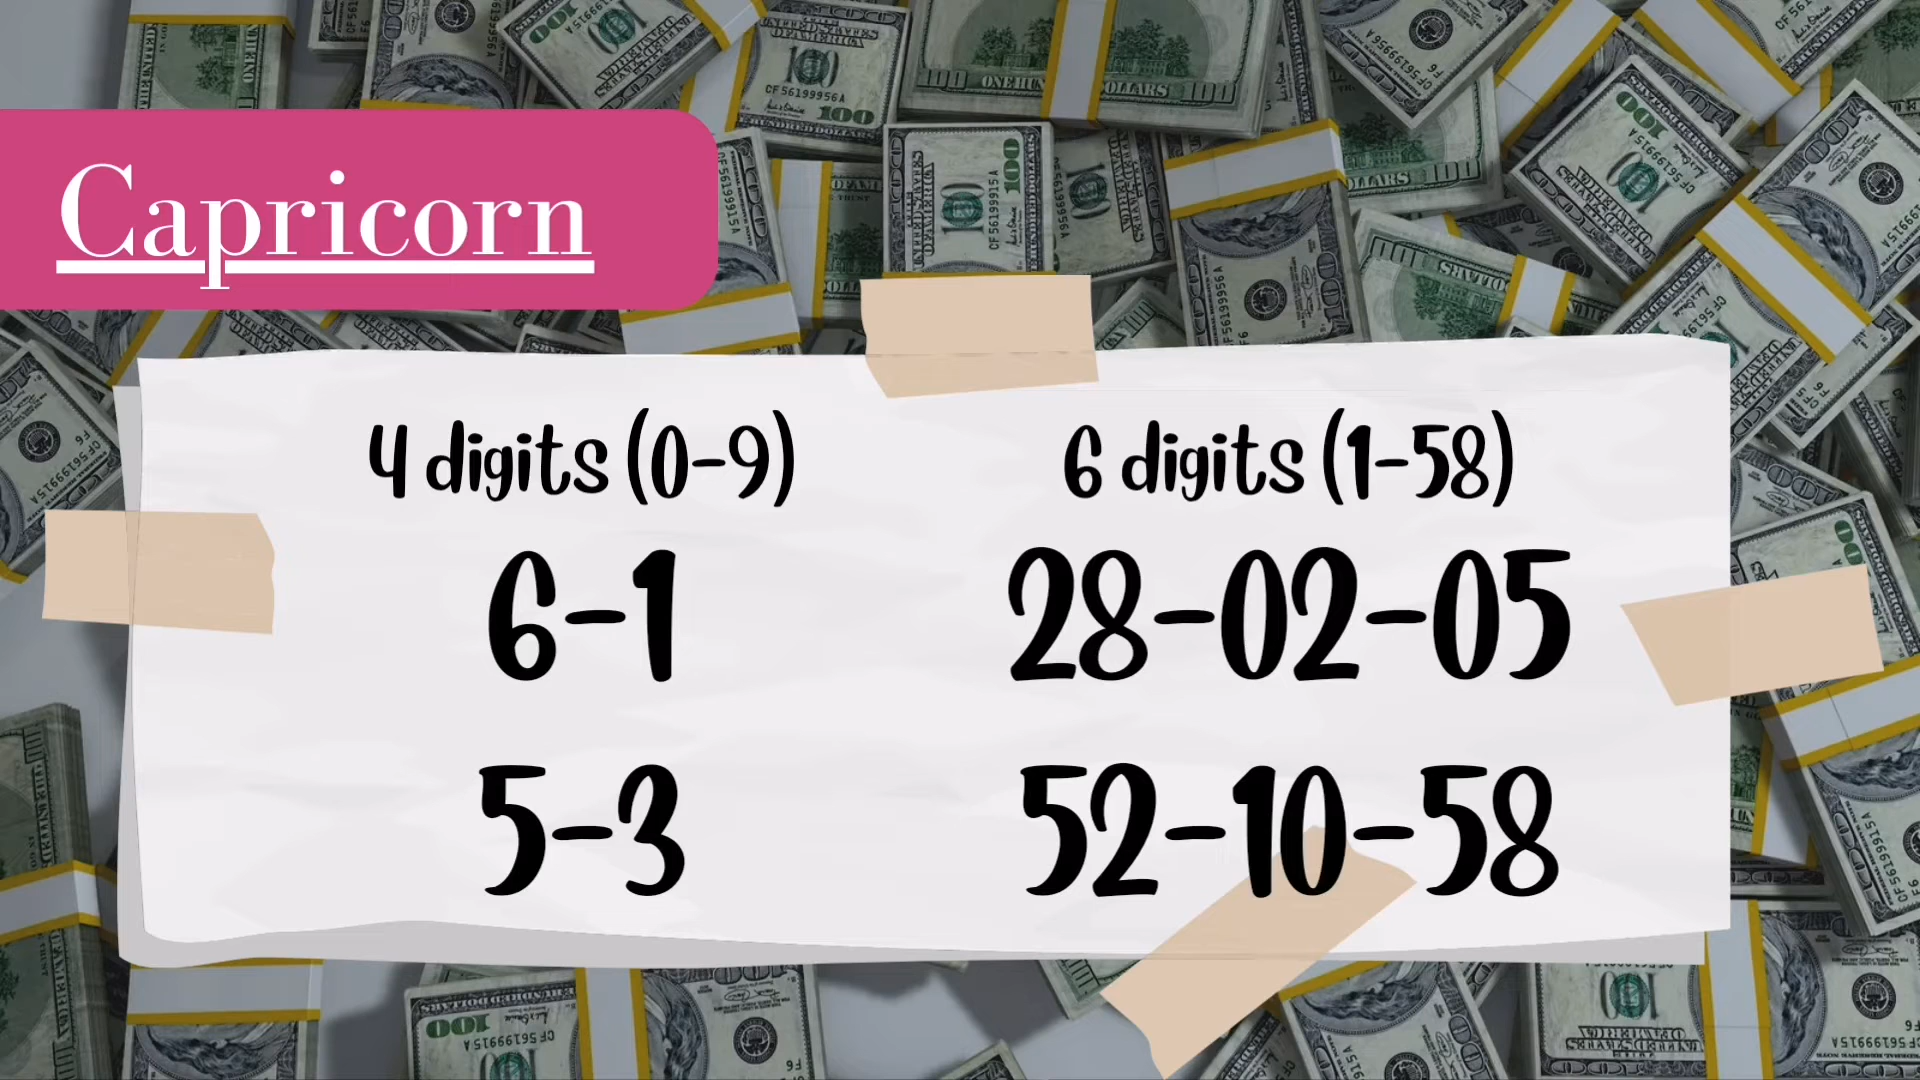 Capricorn
4 digits (0-9)
6-1
5-3
6 digits (1-58)
28-02-05
52-10-58